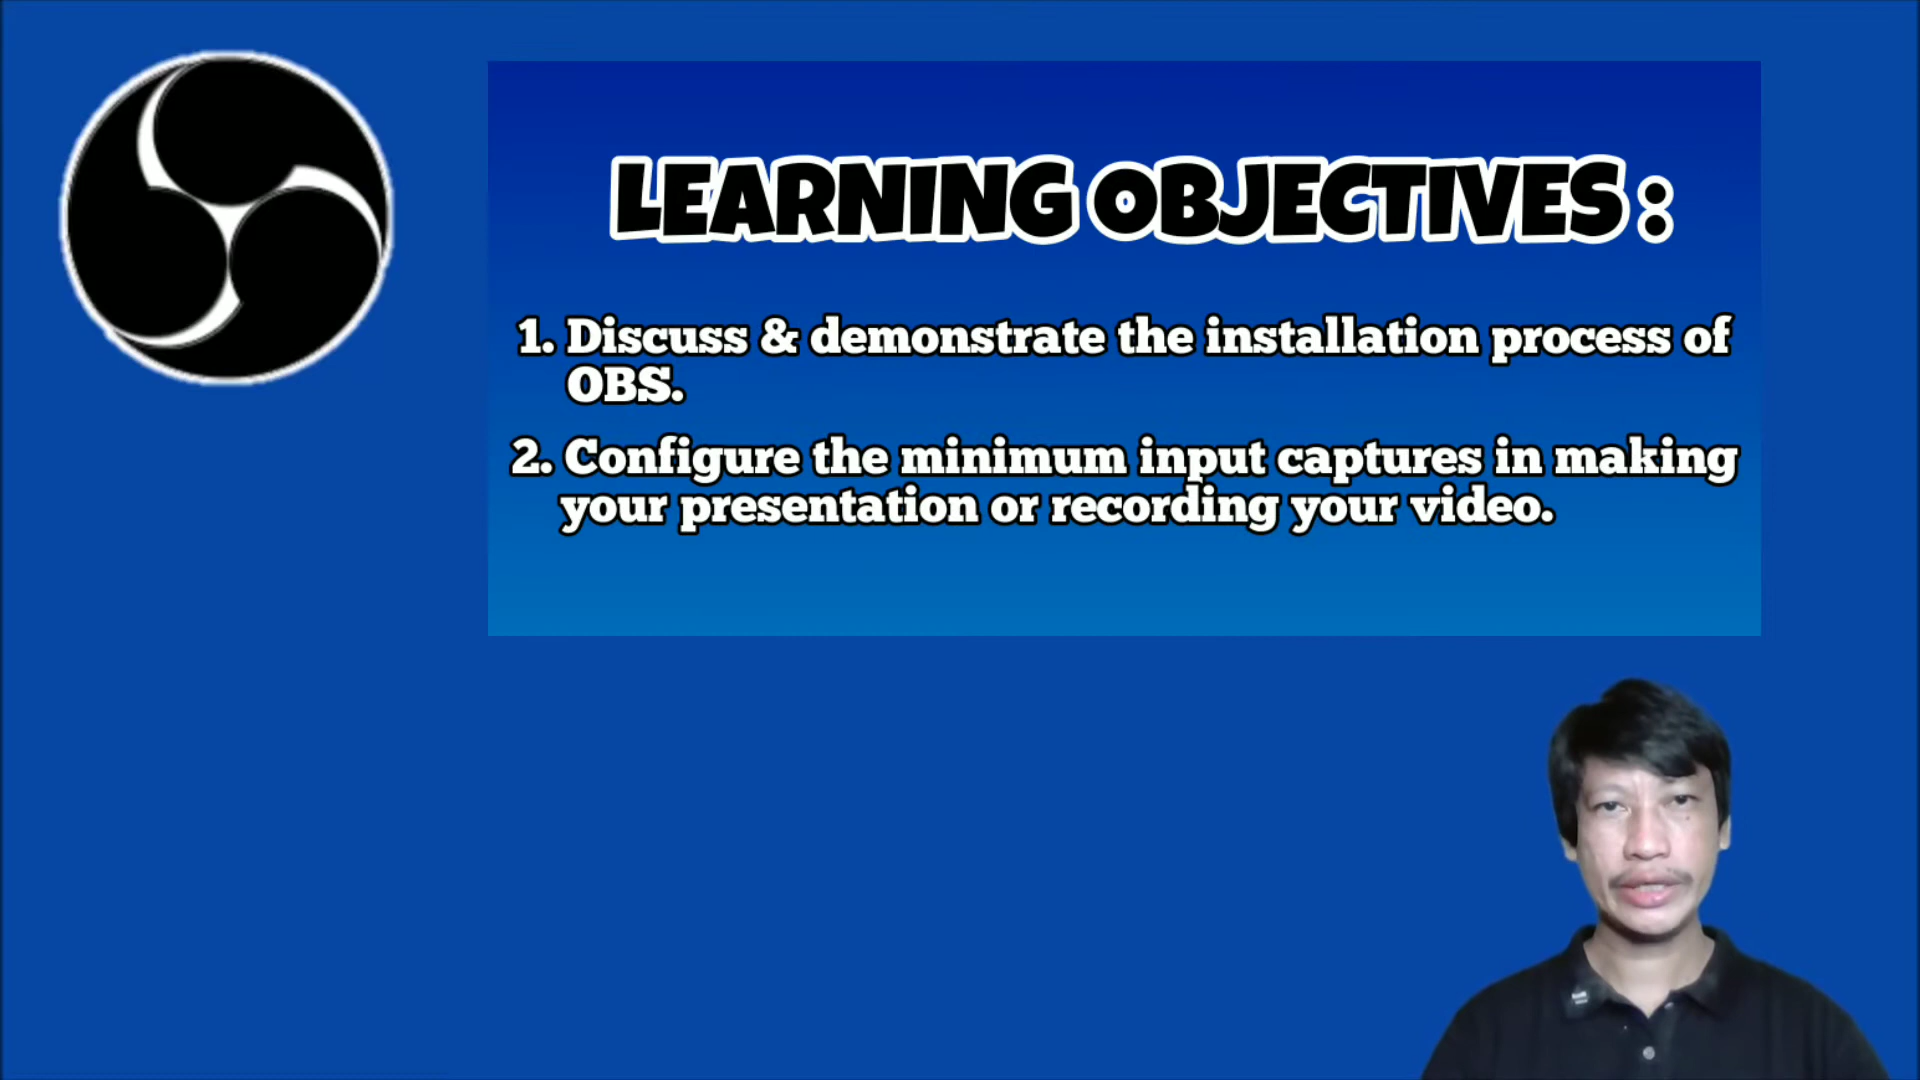 LEARNING OBJECTIVES :
1. Discuss & demonstrate the installation process of
OBS.
2. Configure the minimum input captures in making
your presentation or recording your video.